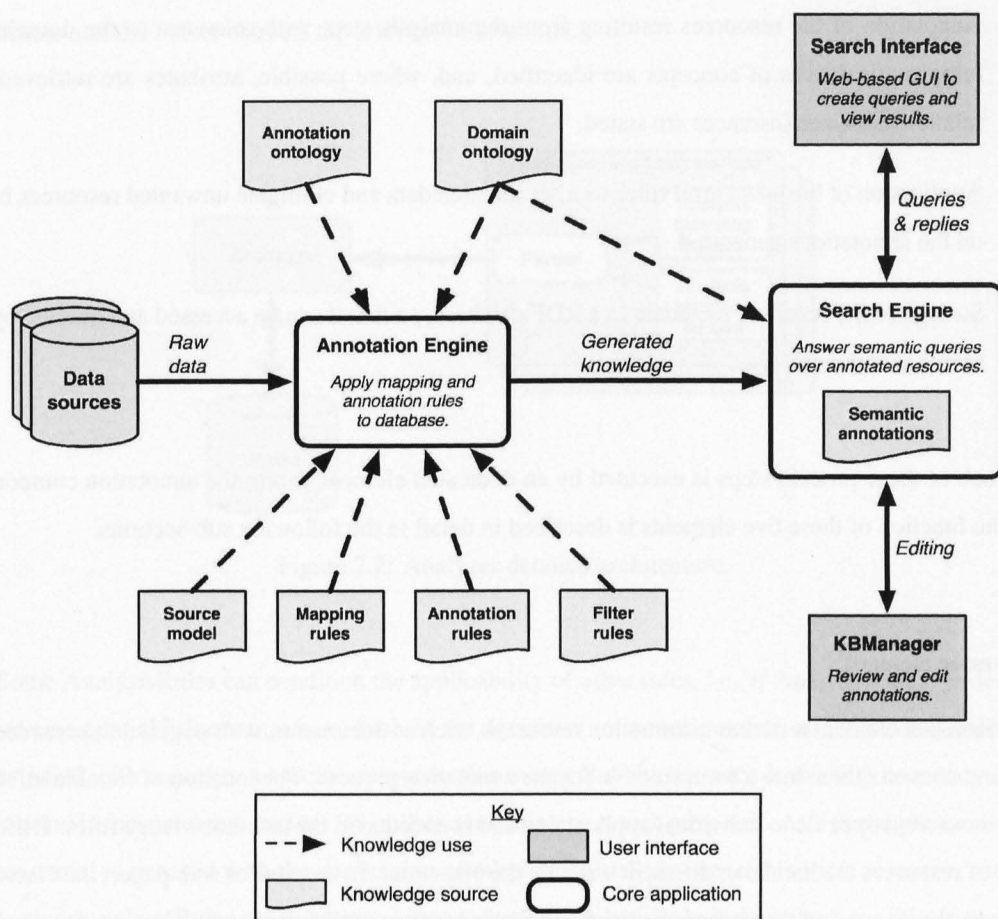 Search Interface
Web-based GUI to
create queries and
view results.
Annotation
ontology
Domain
ontology
Queries
& replies
Data
sources
Raw
data
Annotation Engine
Apply mapping and
annotation rules
to database.
Generated
knowledge
Search Engine
Answer semantic queries
over annotated resources.
Semantic
annotations
Editing
Source
model
Mapping
rules
Annotation
rules
Filter
rules
KBManager
Review and edit
annotations.
Key
Knowledge use
User interface
Knowledge source
Core application